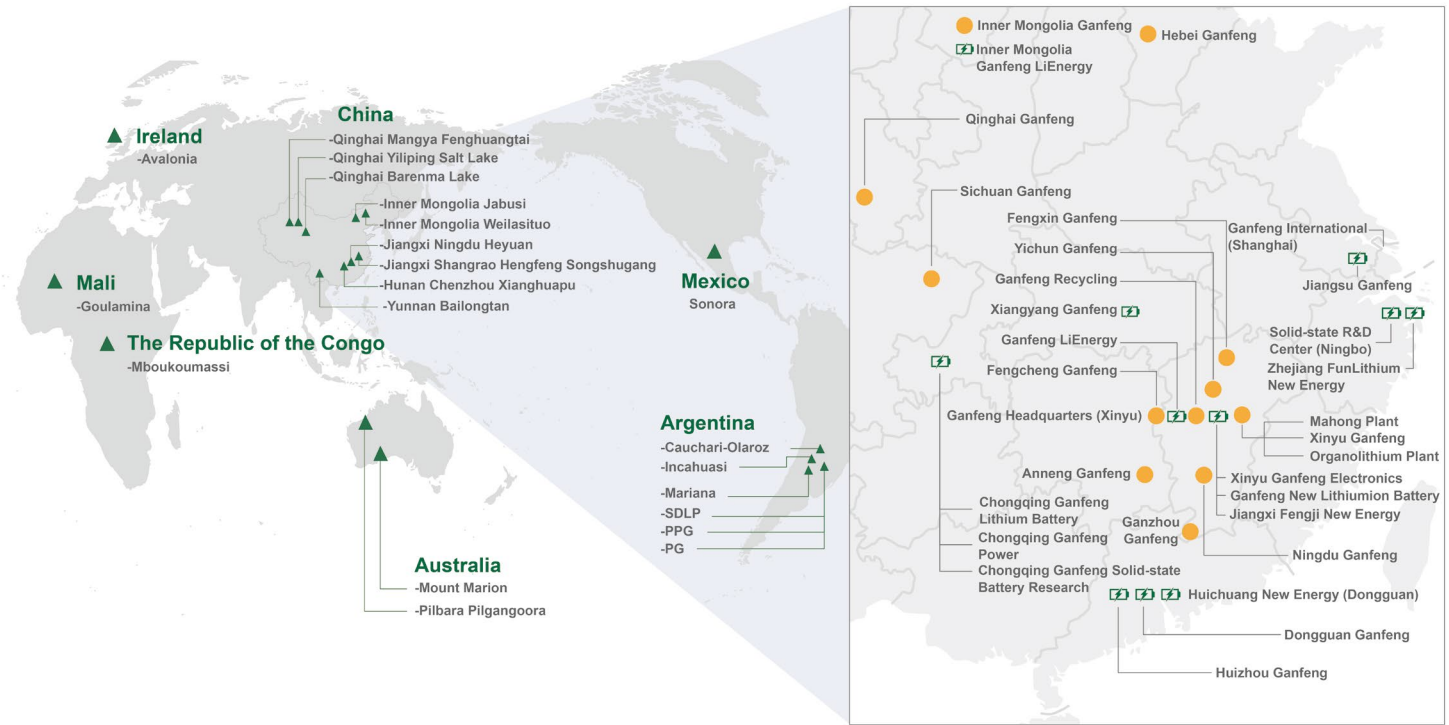 Ireland
-Avalonia
Mali
-Goulamina
The Republic of the Congo
-Mboukoumassi
China
-Qinghai Mangya Fenghuangtai
-Qinghai Yiliping Salt Lake
-Qinghai Barenma Lake
-Inner Mongolia Jabusi
-Inner Mongolia Weilasituo
-Jiangxi Ningdu Heyuan
-Jiangxi Shangrao Hengfeng Songshugang
-Hunan Chenzhou Xianghuapu
-Yunnan Bailongtan
Australia
-Mount Marion
-Pilbara Pilgangoora
Mexico
Sonora
Argentina
-Cauchari-Olaroz
-Incahuasi
-Mariana
-SDLP
-PPG
-PG
Inner Mongolia Ganfeng
Inner Mongolia
Ganfeng LiEnergy
Hebei Ganfeng
Qinghai Ganfeng
Sichuan Ganfeng
Fengxin Ganfeng
Yichun Ganfeng
Ganfeng Recycling
Xiangyang Ganfeng
Ganfeng LiEnergy
Fengcheng Ganfeng
Ganfeng Headquarters (Xinyu)
Anneng Ganfeng
Chongqing Ganfeng
Lithium Battery
Chongqing Ganfeng
Power
Chongqing Ganfeng Solid-state
Battery Research
Ganzhou
Ganfeng
Ganfeng International
(Shanghai)
Jiangsu Ganfeng
Solid-state R&D
Center (Ningbo)
Zhejiang FunLithium
New Energy
Mahong Plant
Xinyu Ganfeng
Organolithium Plant
Xinyu Ganfeng Electronics
Ganfeng New Lithiumion Battery
Jiangxi Fengji New Energy
Ningdu Ganfeng
Huichuang New Energy (Dongguan)
Dongguan Ganfeng
Huizhou Ganfeng